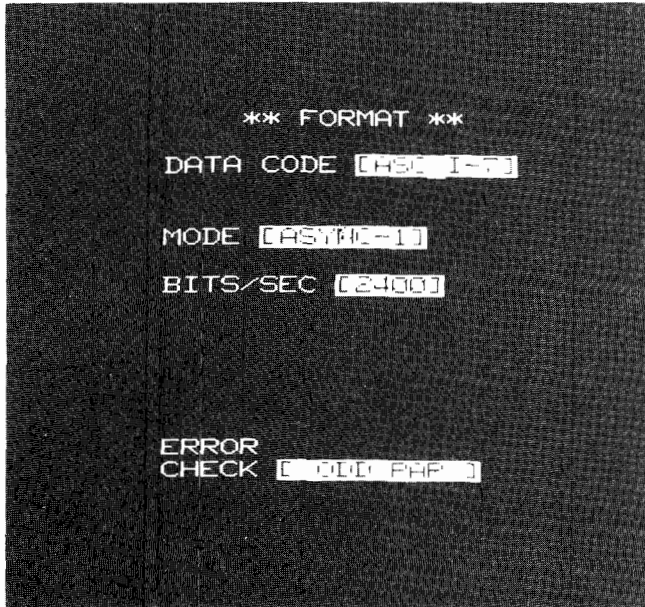 ** FORMAT **
DATA CODE [ASCII-7]
MODE [ASYNC-1]
BITS/SEC [2400]
ERROR
CHECK [ ODD PAR ]